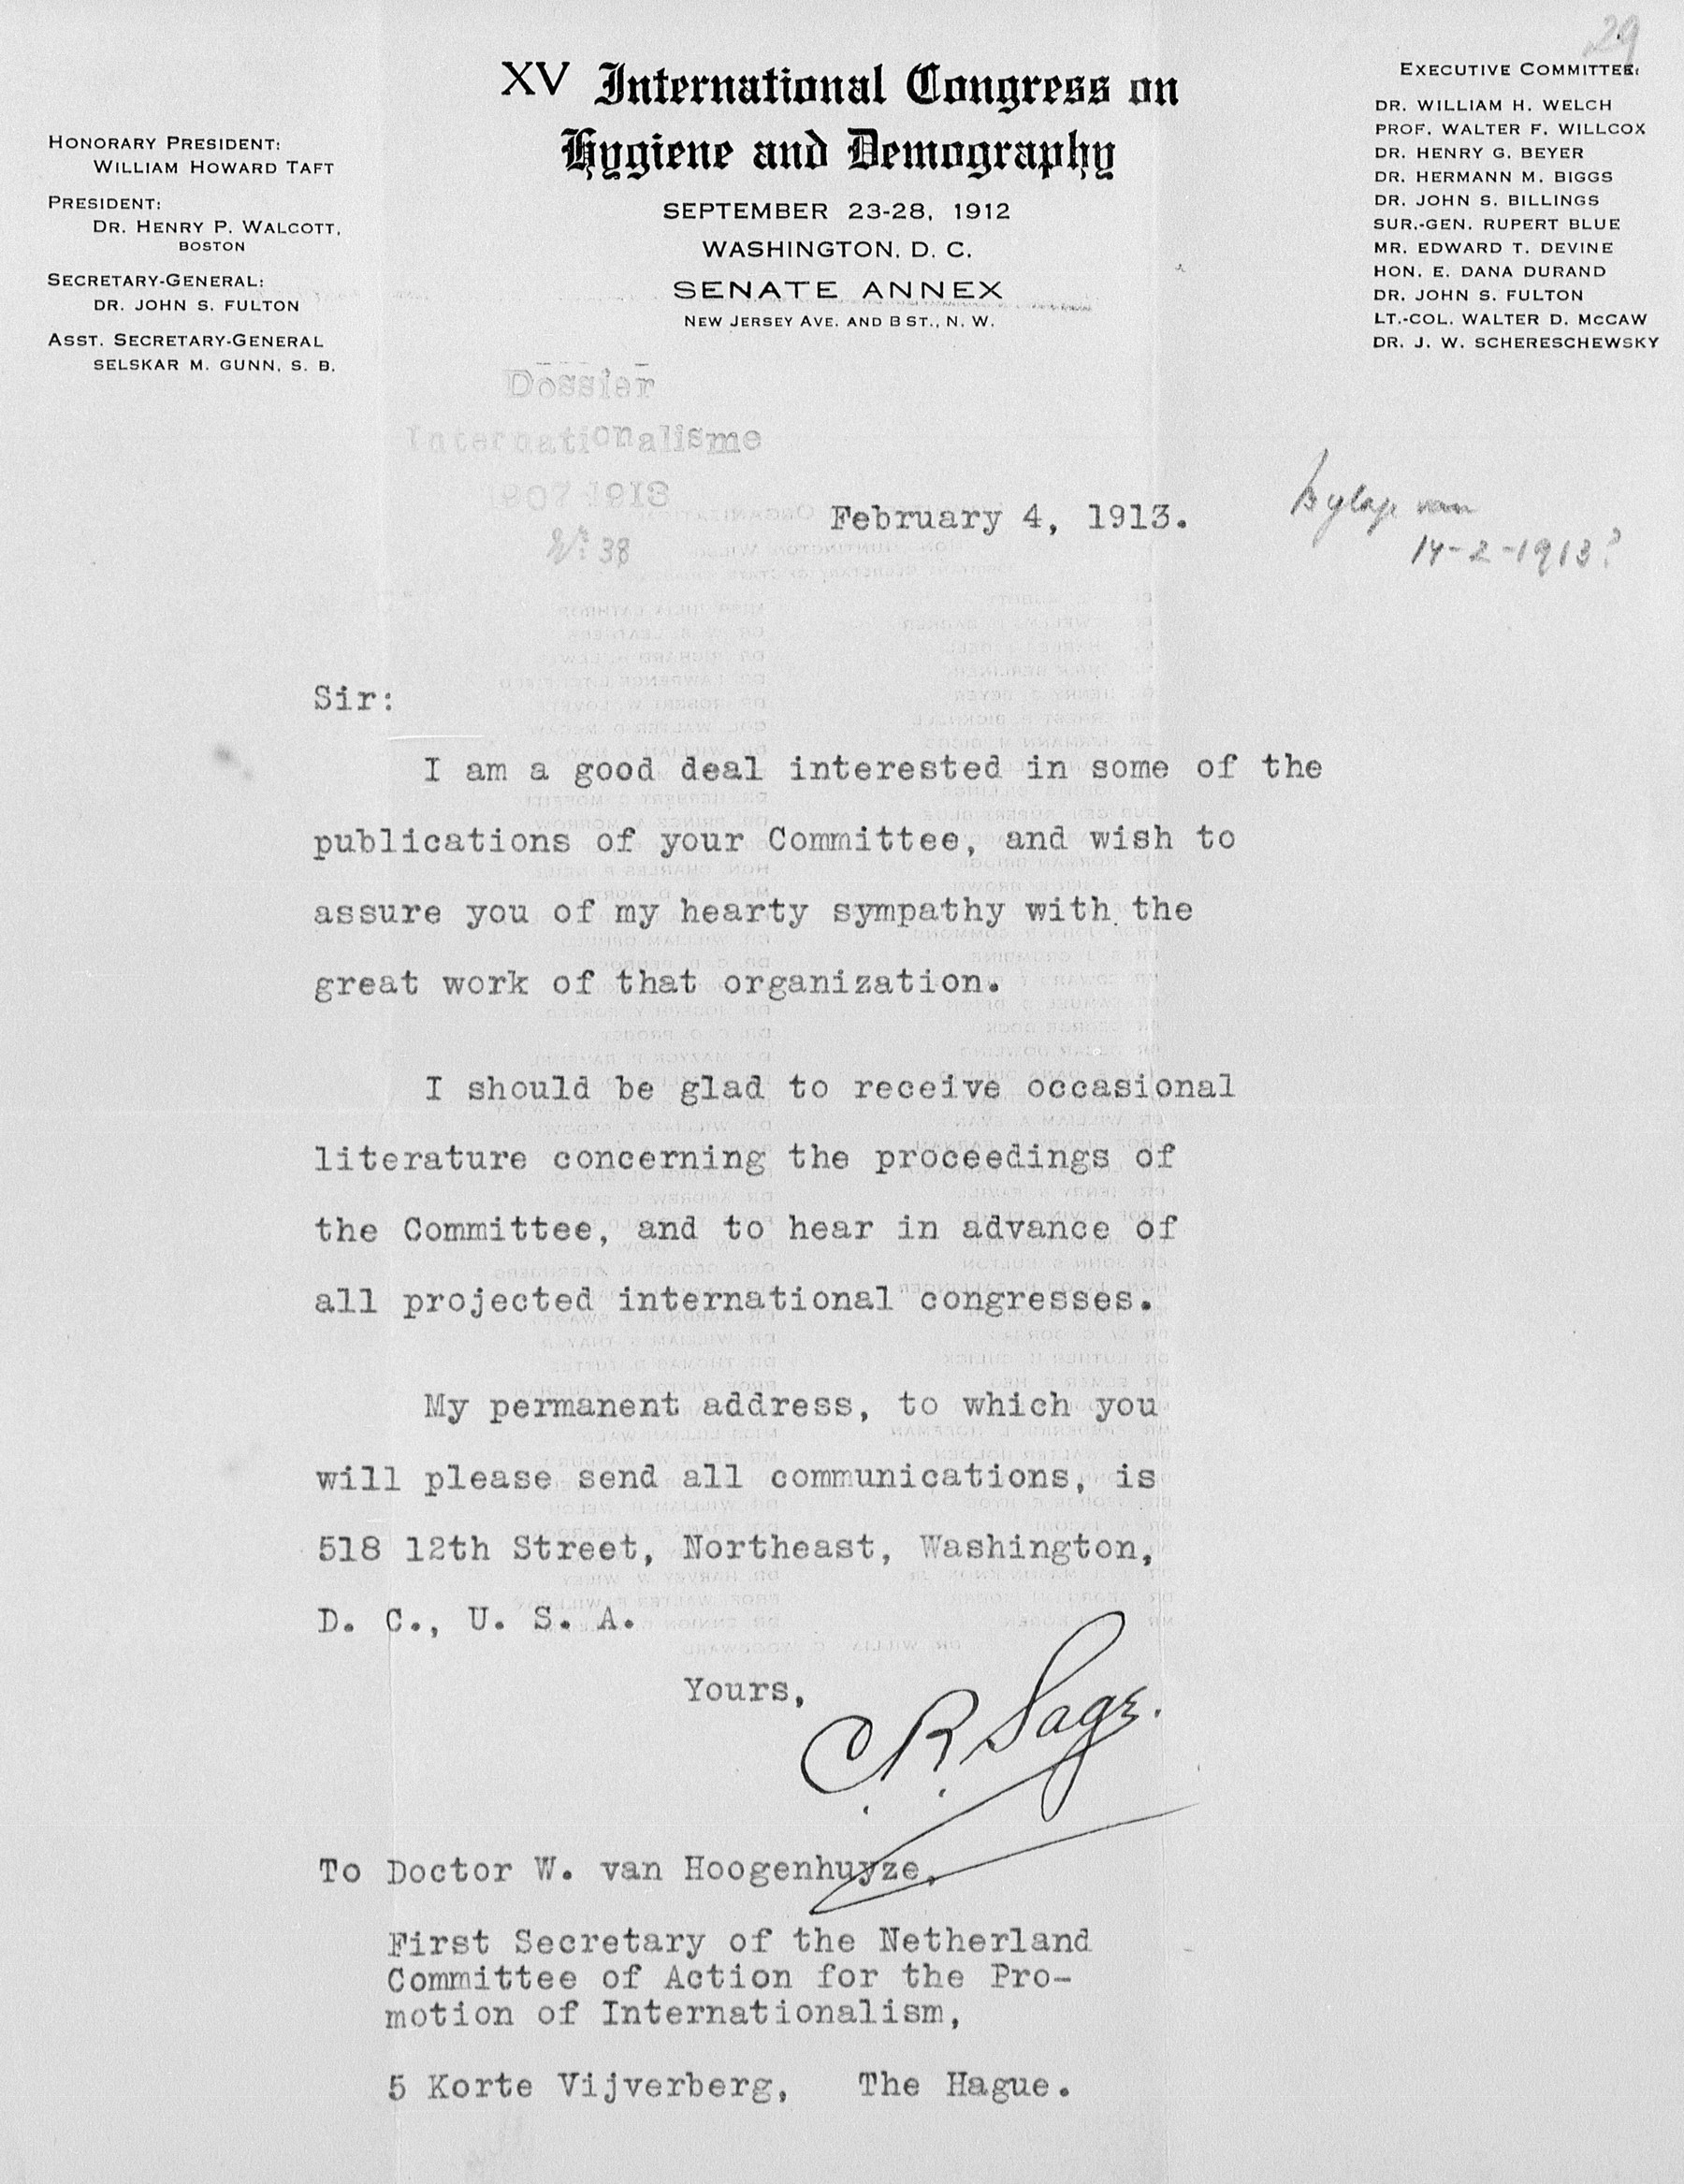 29
XV International Congress on
Hygiene and Demography
SEPTEMBER 23-28, 1912
WASHINGTON, D. C.
SENATE ANNEX
NEW JERSEY AVE. AND B ST., N. W.
HONORARY PRESIDENT:
WILLIAM HOWARD TAFT
PRESIDENT:
DR. HENRY P. WALCOTT,
BOSTON
SECRETARY-GENERAL:
DR. JOHN S. FULTON
ASST. SECRETARY-GENERAL
SELSKAR M. GUNN, S. B.
EXECUTIVE COMMITTEE:
DR. WILLIAM H. WELCH
PROF. WALTER F. WILLCOX
DR. HENRY G. BEYER
DR. HERMANN M. BIGGS
DR. JOHN S. BILLINGS
SUR.-GEN. RUPERT BLUE
MR. EDWARD T. DEVINE
HON. E. DANA DURAND
DR. JOHN S. FULTON
LT.-COL. WALTER D. McCAW
DR. J. W. SCHERESCHEWSKY
Dossier
Internationalisme
1907-1913
No: 38
February 4, 1913.
bylage van
14-2-1913?
Sir:
I am a good deal interested in some of the
publications of your Committee, and wish to
assure you of my hearty sympathy with the
great work of that organization.
I should be glad to receive occasional
literature concerning the proceedings of
the Committee, and to hear in advance of
all projected international congresses.
My permanent address, to which you
will please send all communications, is
518 12th Street, Northeast, Washington,
D. C., U. S. A.
Yours,
C. R. Sage.
To Doctor W. van Hoogenhuyze,
First Secretary of the Netherland
Committee of Action for the Pro-
motion of Internationalism,
5 Korte Vijverberg, The Hague.